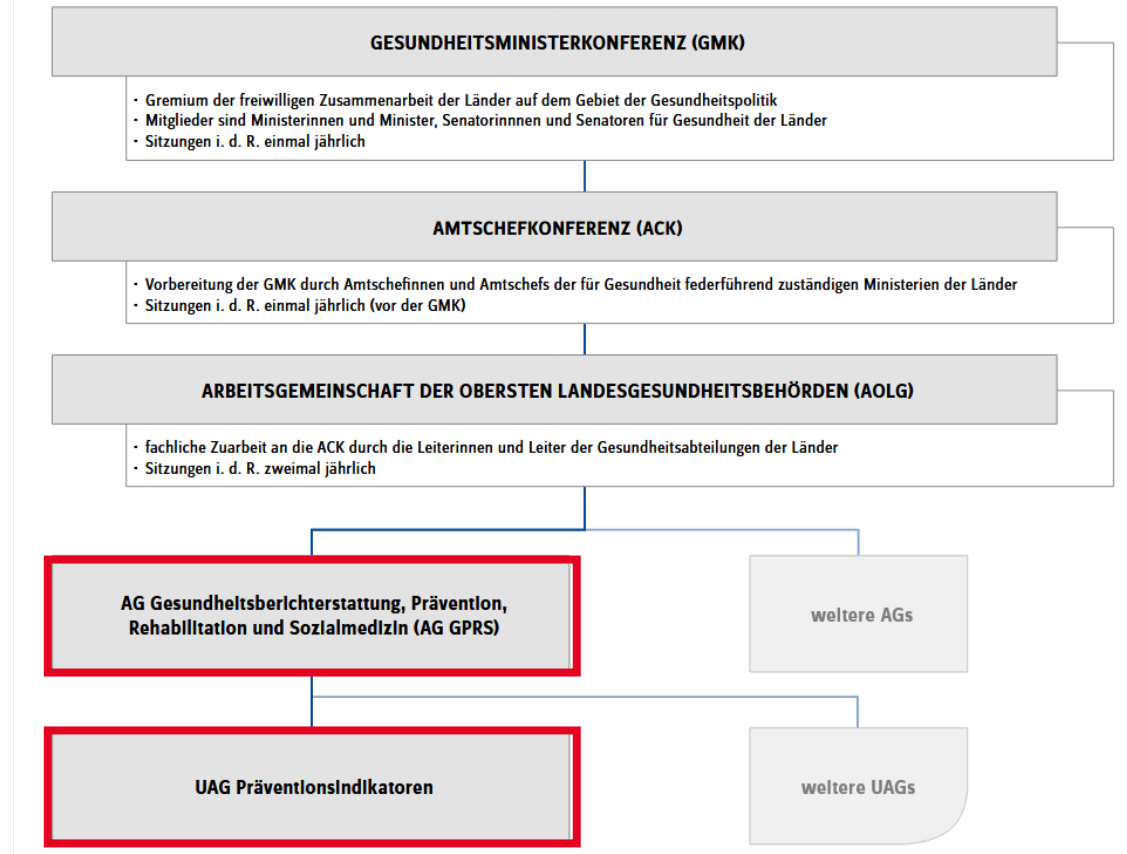 GESUNDHEITSMINISTERKONFERENZ (GMK)
· Gremium der freiwilligen Zusammenarbeit der Länder auf dem Gebiet der Gesundheitspolitik
· Mitglieder sind Ministerinnen und Minister, Senatorinnnen und Senatoren für Gesundheit der Länder
· Sitzungen i. d. R. einmal jährlich
AMTSCHEFKONFERENZ (ACK)
· Vorbereitung der GMK durch Amtschefinnen und Amtschefs der für Gesundheit federführend zuständigen Ministerien der Länder
· Sitzungen i. d. R. einmal jährlich (vor der GMK)
ARBEITSGEMEINSCHAFT DER OBERSTEN LANDESGESUNDHEITSBEHÖRDEN (AOLG)
· fachliche Zuarbeit an die ACK durch die Leiterinnen und Leiter der Gesundheitsabteilungen der Länder
· Sitzungen i. d. R. zweimal jährlich
AG Gesundheitsberichterstattung, Prävention,
Rehabilitation und Sozialmedizin (AG GPRS)
weitere AGs
UAG Präventionsindikatoren
weitere UAGs